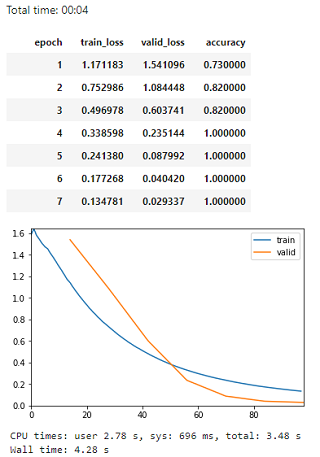 Total time: 00:04
epoch train_loss valid_loss accuracy
1 1.171183 1.541096 0.730000
2 0.752986 1.084448 0.820000
3 0.496978 0.603741 0.820000
4 0.338598 0.235144 1.000000
5 0.241380 0.087992 1.000000
6 0.177268 0.040420 1.000000
7 0.134781 0.029337 1.000000
1.6
train
1.4
valid
1.2
1.0
0.8
0.6
0.4
0.2
0.0
0 20 40 60 80
CPU times: user 2.78 s, sys: 696 ms, total: 3.48 s
Wall time: 4.28 s